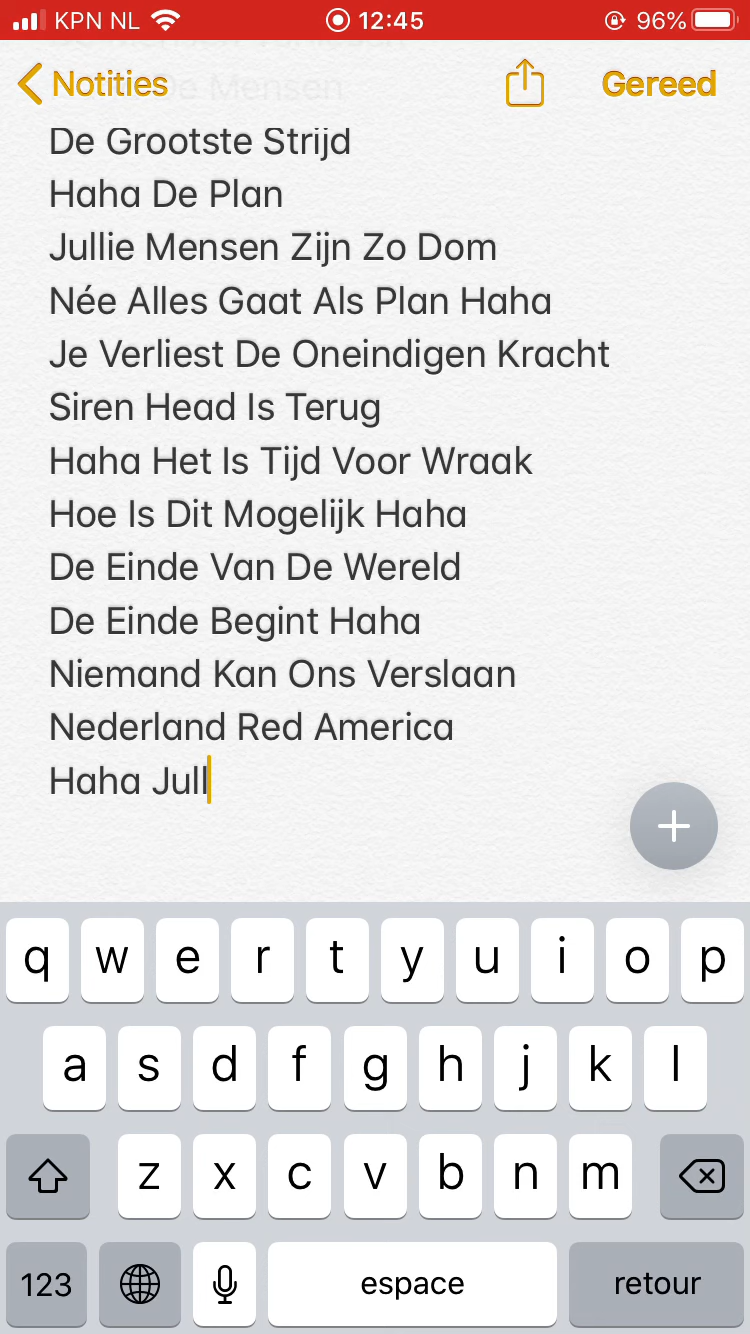 KPN NL 12:45 96%
Notities Gereed
De Mensen
De Grootste Strijd
Haha De Plan
Jullie Mensen Zijn Zo Dom
Née Alles Gaat Als Plan Haha
Je Verliest De Oneindigen Kracht
Siren Head Is Terug
Haha Het Is Tijd Voor Wraak
Hoe Is Dit Mogelijk Haha
De Einde Van De Wereld
De Einde Begint Haha
Niemand Kan Ons Verslaan
Nederland Red America
Haha Jull
q w e r t y u i o p
a s d f g h j k l
z x c v b n m
123 espace retour